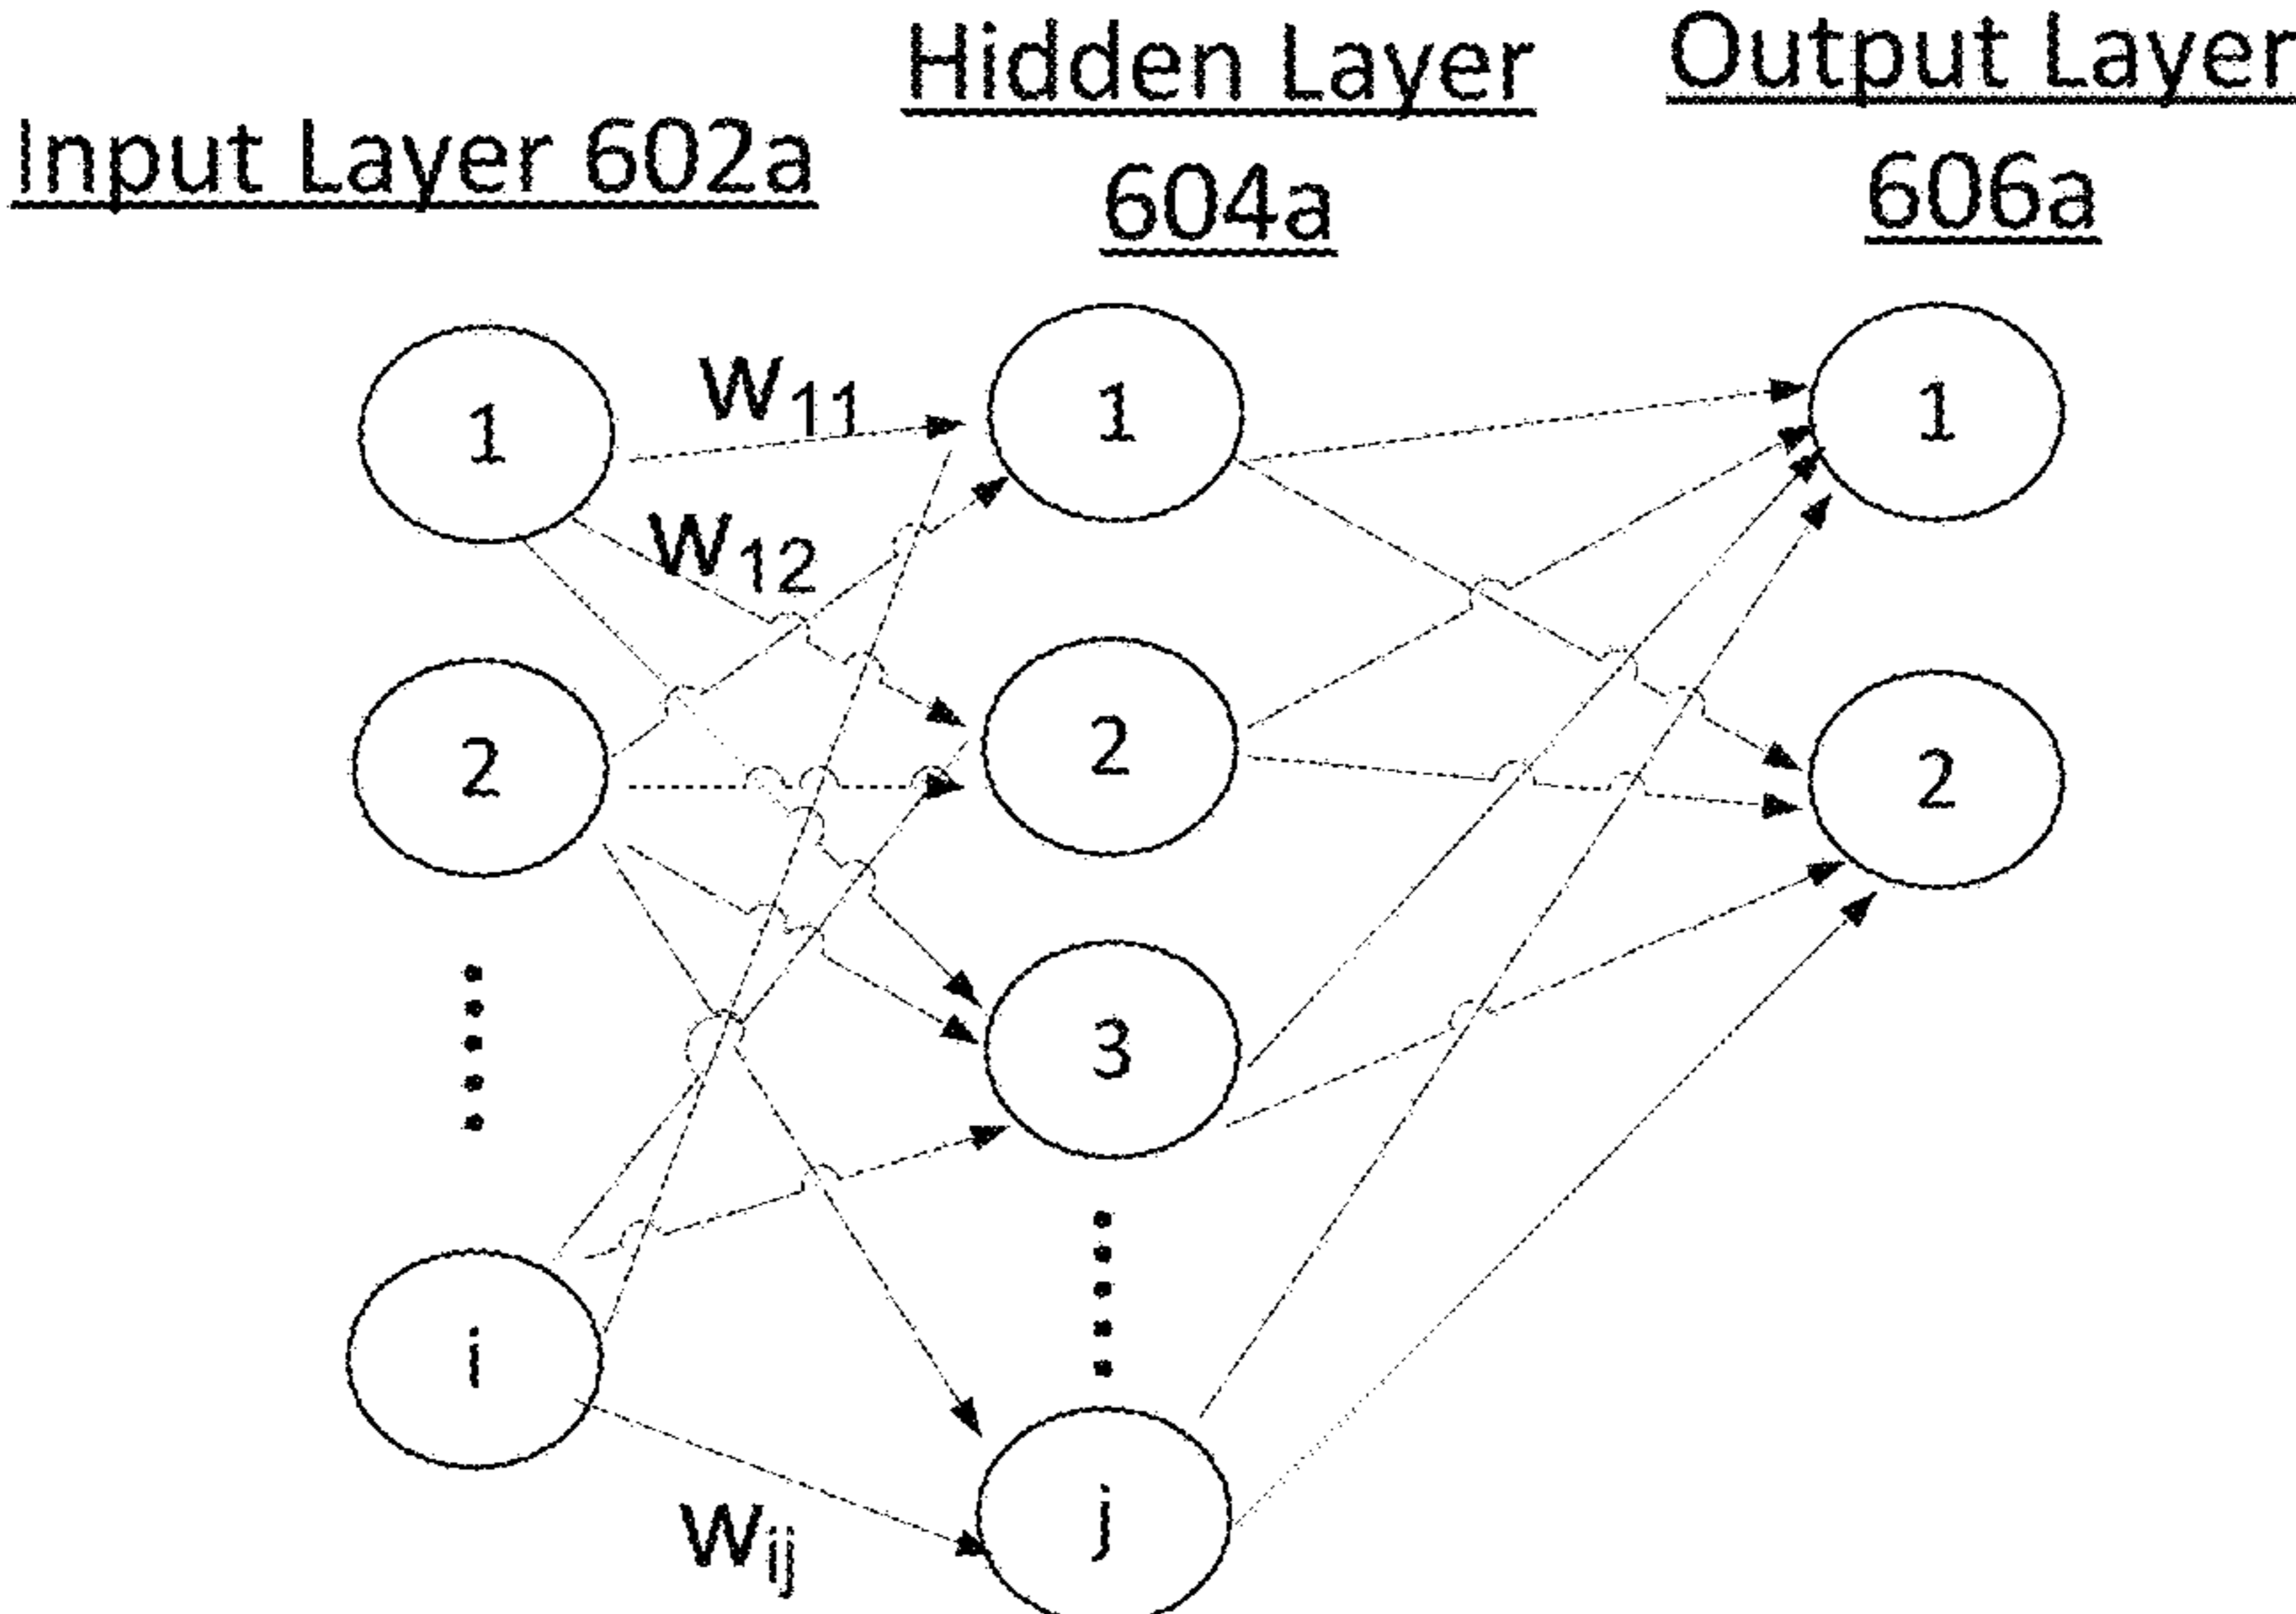 Input Layer 602a
Hidden Layer
604a
Output Layer
606a
1
W11
1
1
W12
2
2
2
3
i
Wij
j